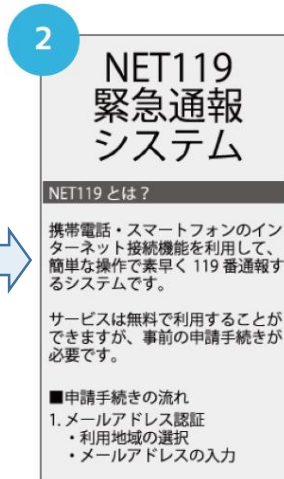 2
NET119
緊急通報
システム
NET119 とは？
携帯電話・スマートフォンのイン
ターネット接続機能を利用して、
簡単な操作で素早く 119 番通報す
るシステムです。
サービスは無料で利用することが
できますが、事前の申請手続きが
必要です。
■申請手続きの流れ
1. メールアドレス認証
・利用地域の選択
・メールアドレスの入力